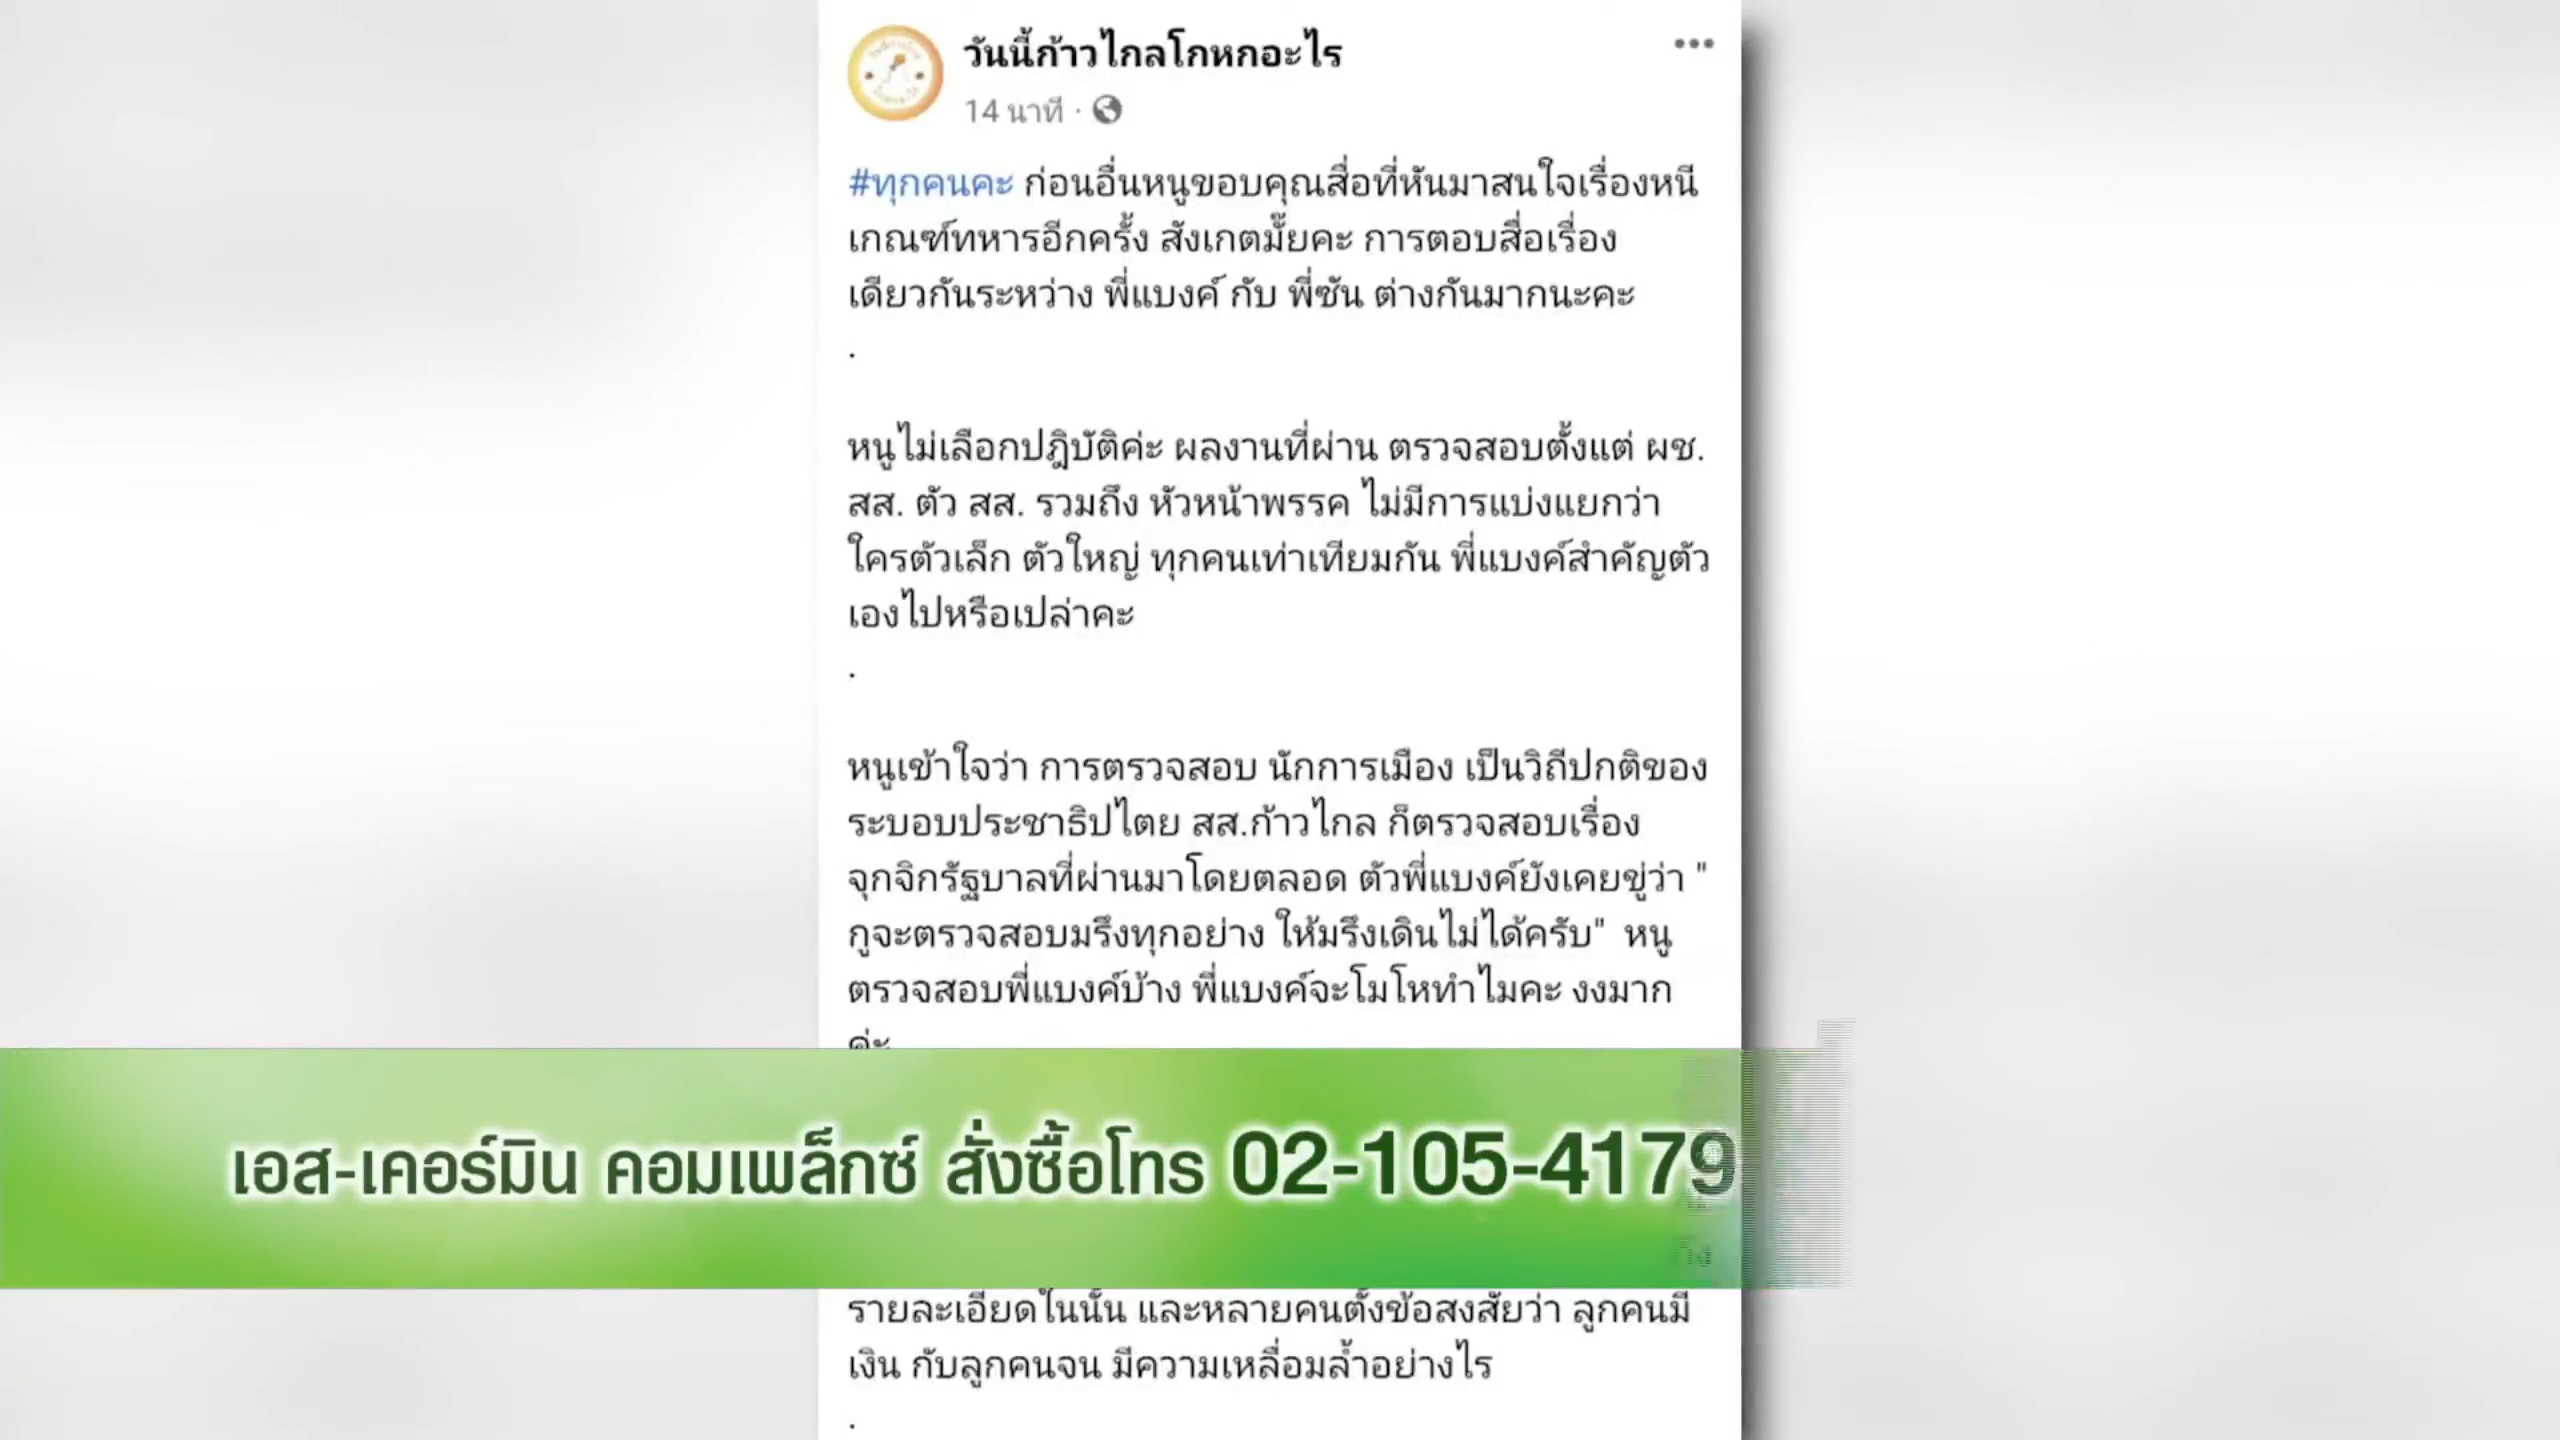 วันนี้ก้าวไกลโกหกอะไร
14 นาที ·
#ทุกคนคะ ก่อนอื่นหนูขอบคุณสื่อที่หันมาสนใจเรื่องหนี
เกณฑ์ทหารอีกครั้ง สังเกตมั๊ยคะ การตอบสื่อเรื่อง
เดียวกันระหว่าง พี่แบงค์ กับ พี่ซัน ต่างกันมากนะคะ
.
หนูไม่เลือกปฎิบัติค่ะ ผลงานที่ผ่าน ตรวจสอบตั้งแต่ ผช.
สส. ตัว สส. รวมถึง หัวหน้าพรรค ไม่มีการแบ่งแยกว่า
ใครตัวเล็ก ตัวใหญ่ ทุกคนเท่าเทียมกัน พี่แบงค์สำคัญตัว
เองไปหรือเปล่าคะ
.
หนูเข้าใจว่า การตรวจสอบ นักการเมือง เป็นวิถีปกติของ
ระบอบประชาธิปไตย สส.ก้าวไกล ก็ตรวจสอบเรื่อง
จุกจิกรัฐบาลที่ผ่านมาโดยตลอด ตัวพี่แบงค์ยังเคยขู่ว่า "
กูจะตรวจสอบมรึงทุกอย่าง ให้มรึงเดินไม่ได้ครับ" หนู
ตรวจสอบพี่แบงค์บ้าง พี่แบงค์จะโมโหทำไมคะ งงมาก
ค่ะ
เอส-เคอร์มิน คอมเพล็กซ์ สั่งซื้อโทร 02-105-4179
รายละเอียดในนั้น และหลายคนตั้งข้อสงสัยว่า ลูกคนมี
เงิน กับลูกคนจน มีความเหลื่อมล้ำอย่างไร
.